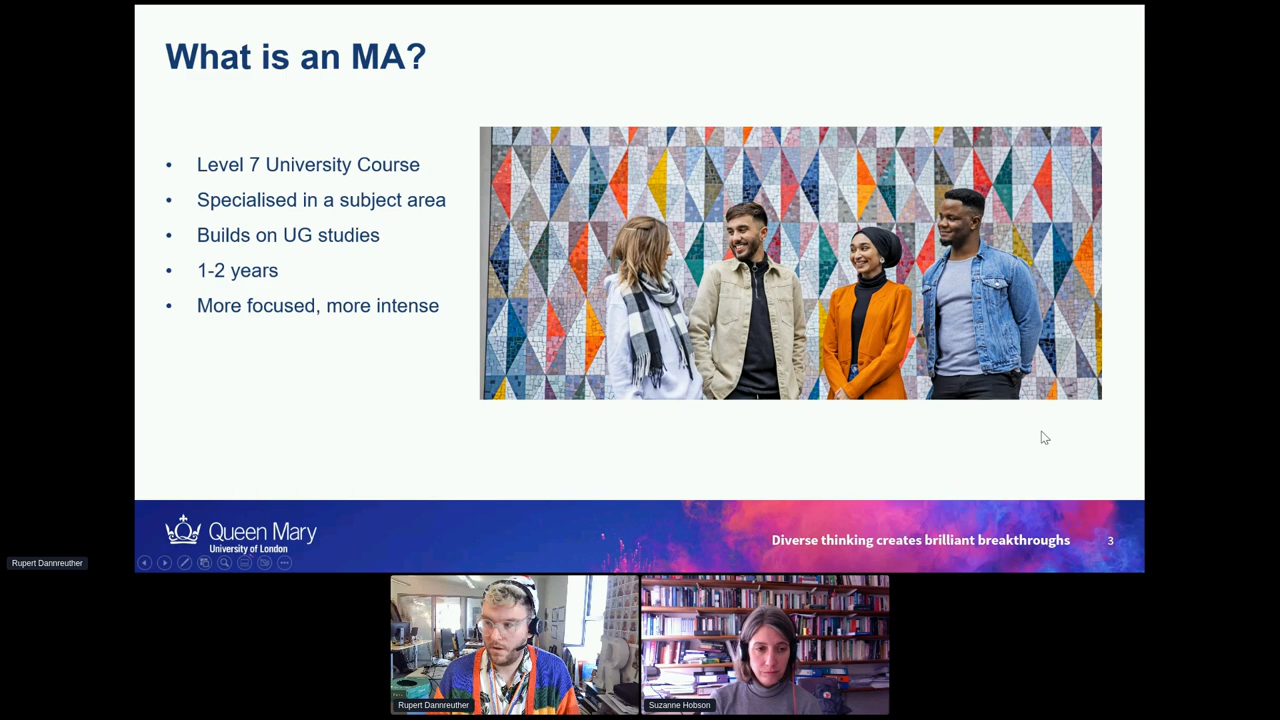 What is an MA?
• Level 7 University Course
• Specialised in a subject area
• Builds on UG studies
• 1-2 years
• More focused, more intense
Queen Mary
University of London
Diverse thinking creates brilliant breakthroughs
3
Rupert Dannreuther
Rupert Dannreuther
Suzanne Hobson